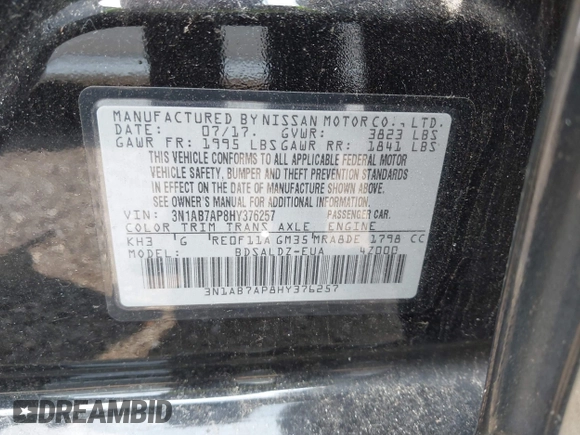 MANUFACTURED BY NISSAN MOTOR CO., LTD.
DATE: 07/17. GVWR: 3823 LBS
GAWR FR: 1995 LBS GAWR RR: 1841 LBS
THIS VEHICLE CONFORMS TO ALL APPLICABLE FEDERAL MOTOR
VEHICLE SAFETY, BUMPER AND THEFT PREVENTION STANDARDS
IN EFFECT ON THE DATE OF MANUFACTURE SHOWN ABOVE.
SEE OWNER'S MANUAL FOR ADDITIONAL INFORMATION.
VIN: 3N1AB7AP8HY376257 PASSENGER CAR.
COLOR TRIM TRANS AXLE ENGINE
KH3 G RE0F11A GM35 MRA8DE 1798 CC
MODEL: BDSALDZ-EUA 4Z000
3N1AB7AP8HY376257
DREAMBID